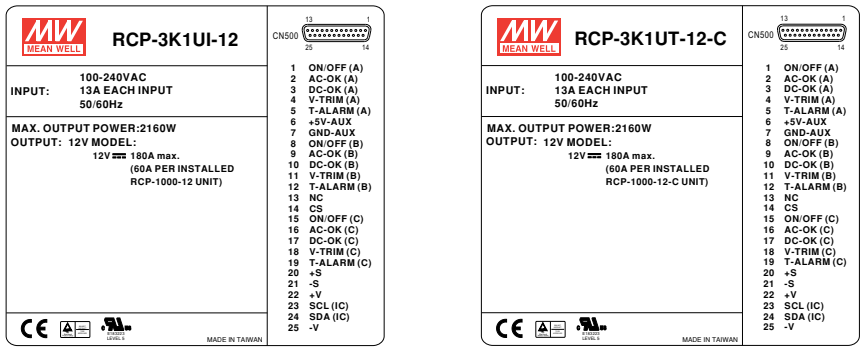 MW
MEAN WELL
RCP-3K1UI-12
INPUT:
100-240VAC
13A EACH INPUT
50/60Hz
MAX. OUTPUT POWER:2160W
OUTPUT: 12V MODEL:
12V 180A max.
(60A PER INSTALLED
RCP-1000-12 UNIT)
MADE IN TAIWAN
13 1
CN500
25 14
1 ON/OFF (A)
2 AC-OK (A)
3 DC-OK (A)
4 V-TRIM (A)
5 T-ALARM (A)
6 +5V-AUX
7 GND-AUX
8 ON/OFF (B)
9 AC-OK (B)
10 DC-OK (B)
11 V-TRIM (B)
12 T-ALARM (B)
13 NC
14 CS
15 ON/OFF (C)
16 AC-OK (C)
17 DC-OK (C)
18 V-TRIM (C)
19 T-ALARM (C)
20 +S
21 -S
22 +V
23 SCL (IC)
24 SDA (IC)
25 -V
CE
LEVEL 5
MW
MEAN WELL
RCP-3K1UT-12-C
INPUT:
100-240VAC
13A EACH INPUT
50/60Hz
MAX. OUTPUT POWER:2160W
OUTPUT: 12V MODEL:
12V 180A max.
(60A PER INSTALLED
RCP-1000-12-C UNIT)
MADE IN TAIWAN
13 1
CN500
25 14
1 ON/OFF (A)
2 AC-OK (A)
3 DC-OK (A)
4 V-TRIM (A)
5 T-ALARM (A)
6 +5V-AUX
7 GND-AUX
8 ON/OFF (B)
9 AC-OK (B)
10 DC-OK (B)
11 V-TRIM (B)
12 T-ALARM (B)
13 NC
14 CS
15 ON/OFF (C)
16 AC-OK (C)
17 DC-OK (C)
18 V-TRIM (C)
19 T-ALARM (C)
20 +S
21 -S
22 +V
23 SCL (IC)
24 SDA (IC)
25 -V
CE
LEVEL 5